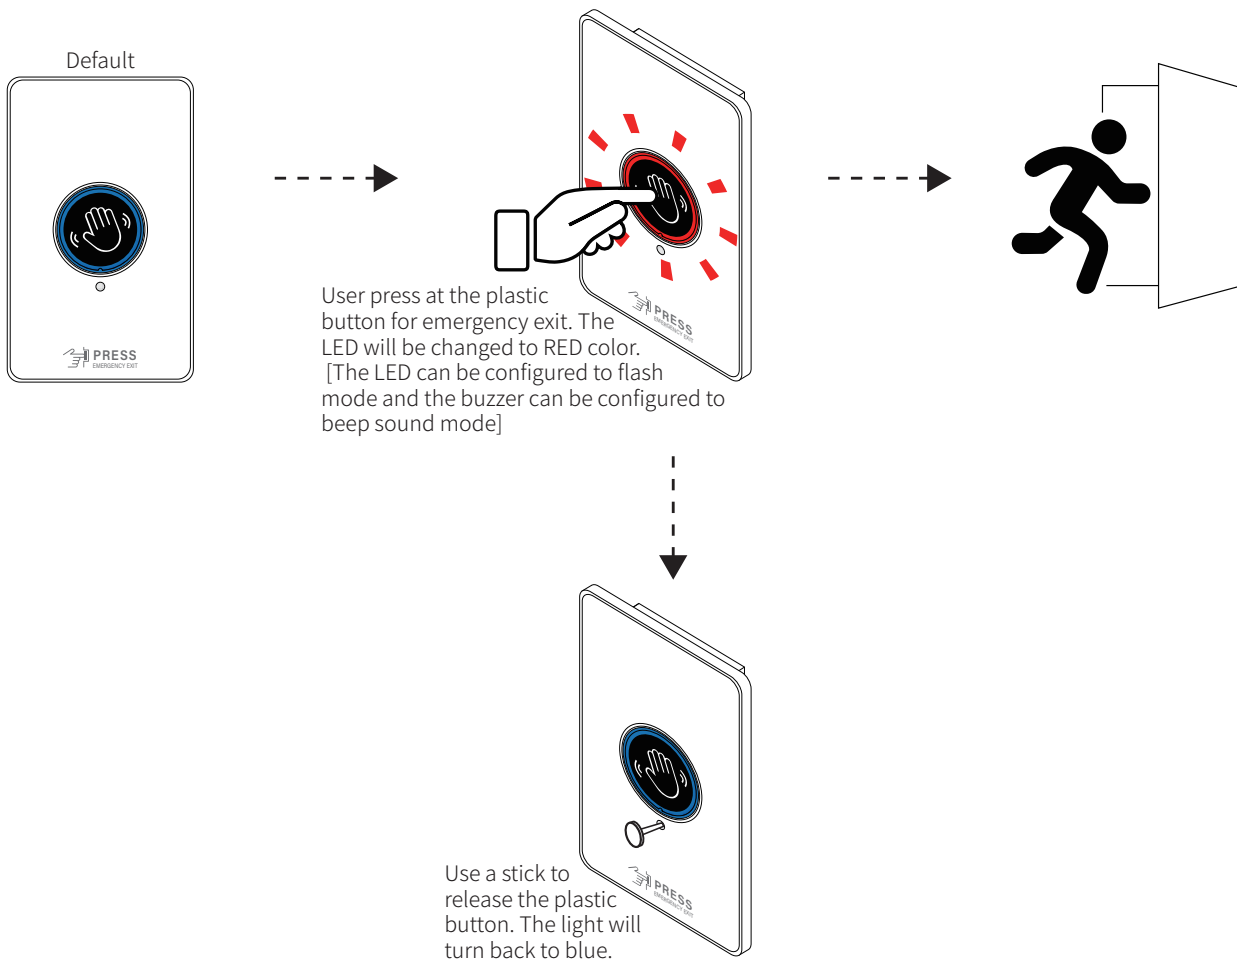 Default
PRESS
EMERGENCY EXIT
User press at the plastic
button for emergency exit. The
LED will be changed to RED color.
[The LED can be configured to flash
mode and the buzzer can be configured to
beep sound mode]
PRESS
EMERGENCY EXIT
Use a stick to
release the plastic
button. The light will
turn back to blue.
PRESS
EMERGENCY EXIT